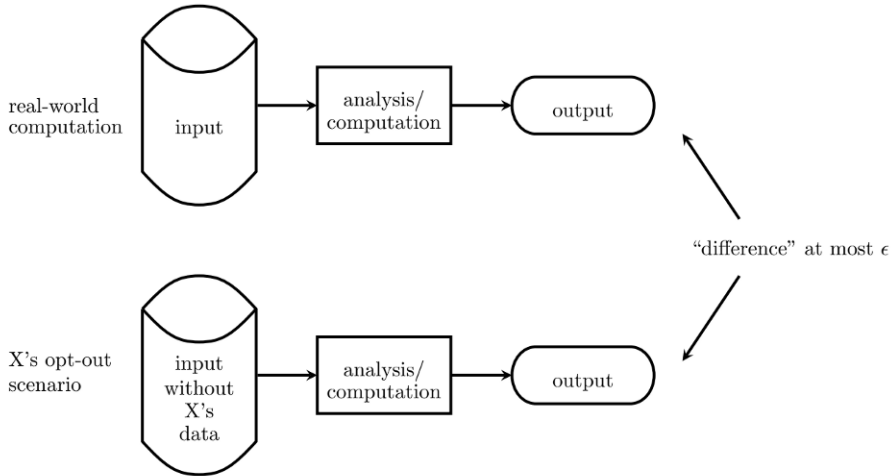 real-world
computation
input
analysis/
computation
output
“difference” at most ϵ
X’s opt-out
scenario
input
without
X’s
data
analysis/
computation
output